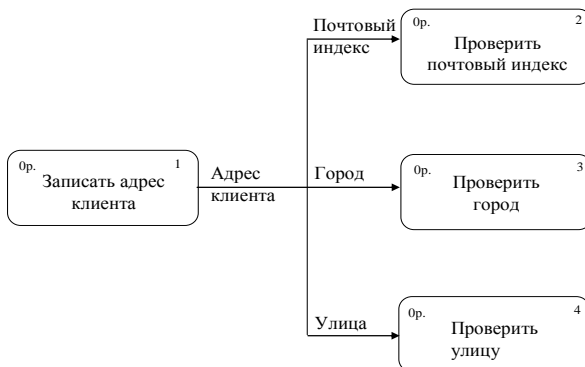 Почтовый
индекс
0р.
2
Проверить
почтовый индекс
0р.
1
Записать адрес
клиента
Адрес
клиента
Город
0р.
3
Проверить
город
Улица
0р.
4
Проверить
улицу